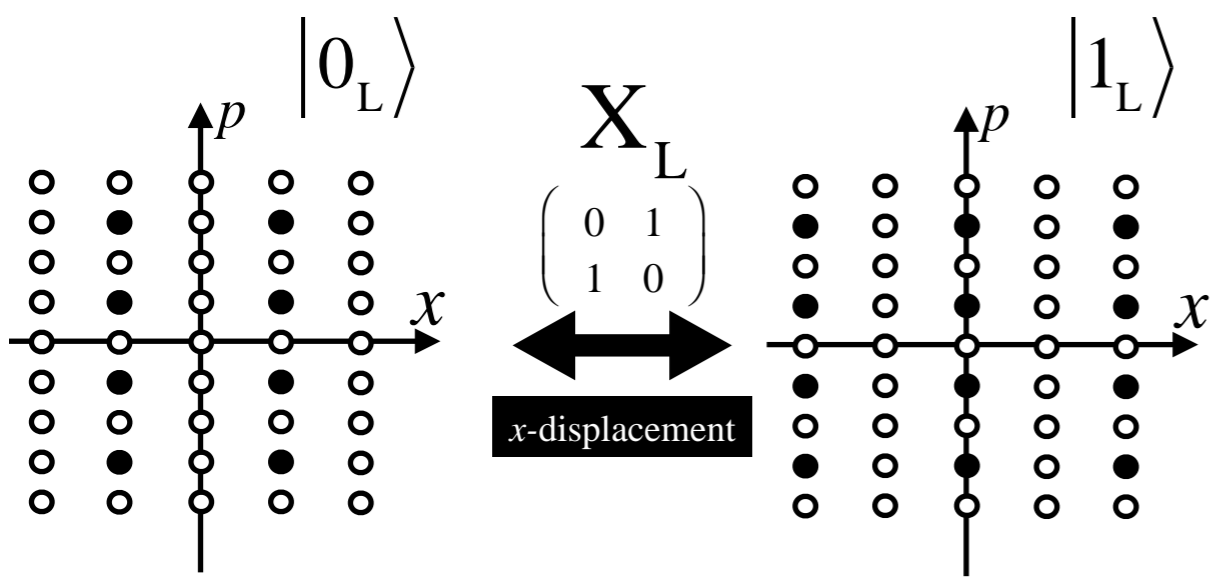 |0_L⟩
p
x
X_L
( 0 1
1 0 )
x-displacement
|1_L⟩
p
x